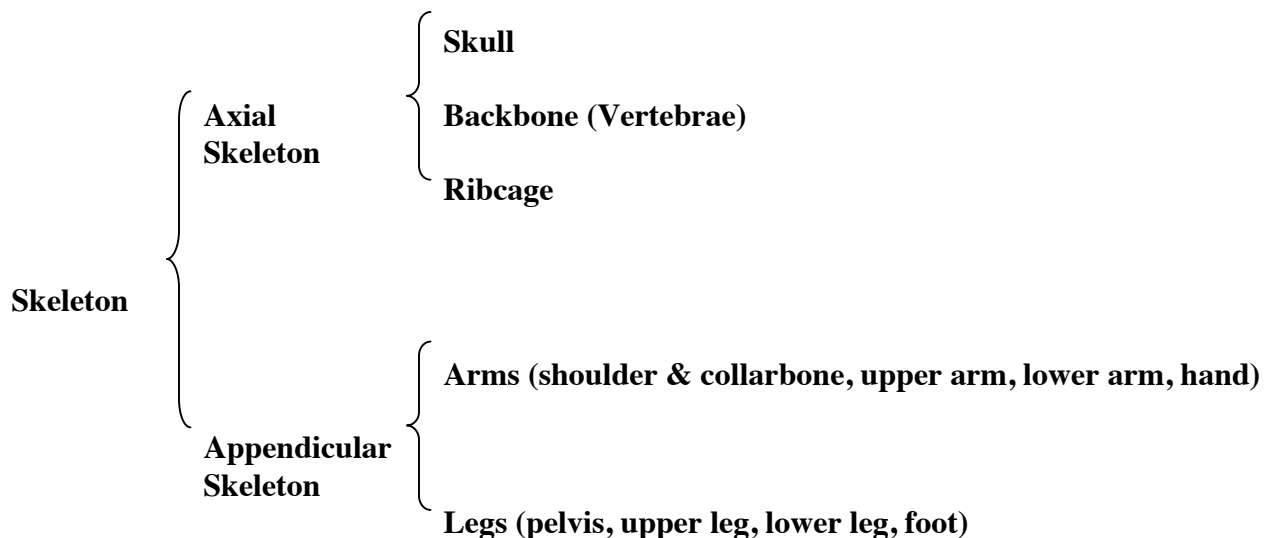 Skull
Axial
Skeleton
Backbone (Vertebrae)
Ribcage
Skeleton
Arms (shoulder & collarbone, upper arm, lower arm, hand)
Appendicular
Skeleton
Legs (pelvis, upper leg, lower leg, foot)